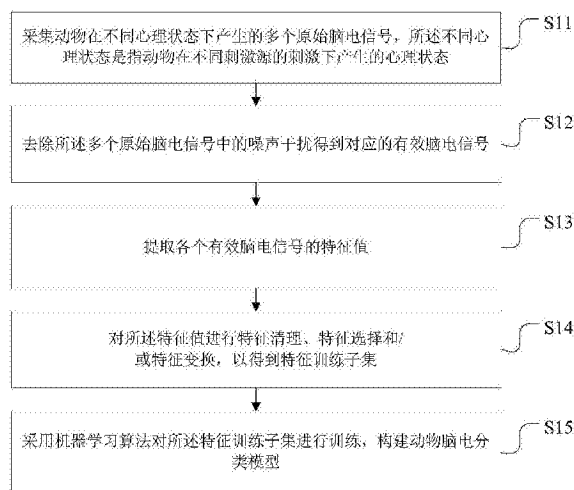 采集动物在不同心理状态下产生的多个原始脑电信号，所述不同心
理状态是指动物在不同刺激源的刺激下产生的心理状态
S11
去除所述多个原始脑电信号中的噪声干扰得到对应的有效脑电信号
S12
提取各个有效脑电信号的特征值
S13
对所述特征值进行特征清理、特征选择和/
或特征变换，以得到特征训练子集
S14
采用机器学习算法对所述特征训练子集进行训练，构建动物脑电分
类模型
S15